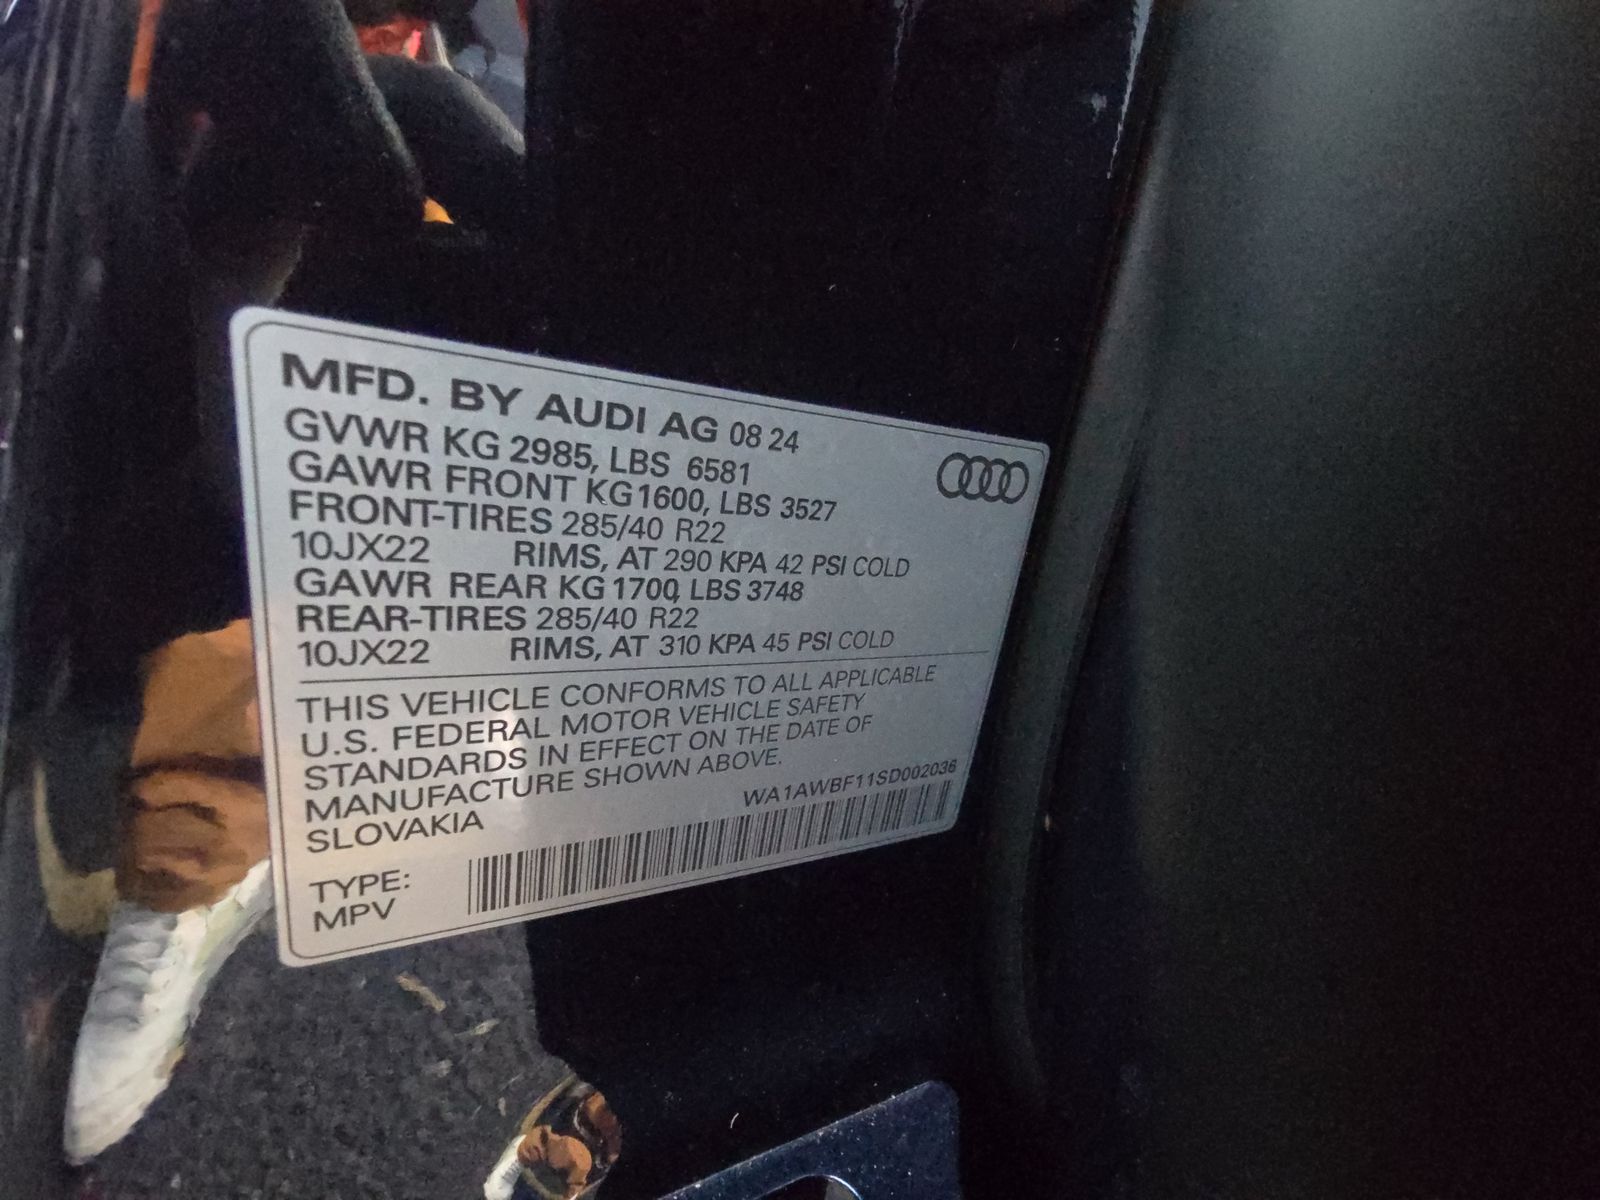 MFD. BY AUDI AG 08 24
GVWR KG 2985, LBS 6581
GAWR FRONT KG 1600, LBS 3527
FRONT-TIRES 285/40 R22
10JX22 RIMS, AT 290 KPA 42 PSI COLD
GAWR REAR KG 1700, LBS 3748
REAR-TIRES 285/40 R22
10JX22 RIMS, AT 310 KPA 45 PSI COLD
THIS VEHICLE CONFORMS TO ALL APPLICABLE
U.S. FEDERAL MOTOR VEHICLE SAFETY
STANDARDS IN EFFECT ON THE DATE OF
MANUFACTURE SHOWN ABOVE.
SLOVAKIA
WA1AWBF11SD002036
TYPE:
MPV